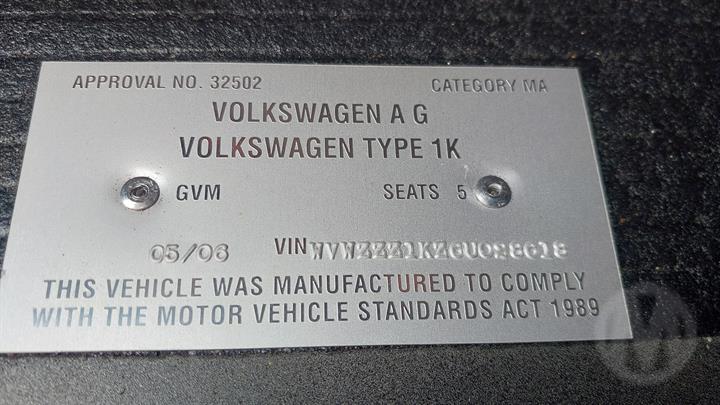 APPROVAL NO. 32502 CATEGORY MA
VOLKSWAGEN A G
VOLKSWAGEN TYPE 1K
GVM SEATS 5
05/06 VIN WVWZZZ1KZ6U028618
THIS VEHICLE WAS MANUFACTURED TO COMPLY
WITH THE MOTOR VEHICLE STANDARDS ACT 1989